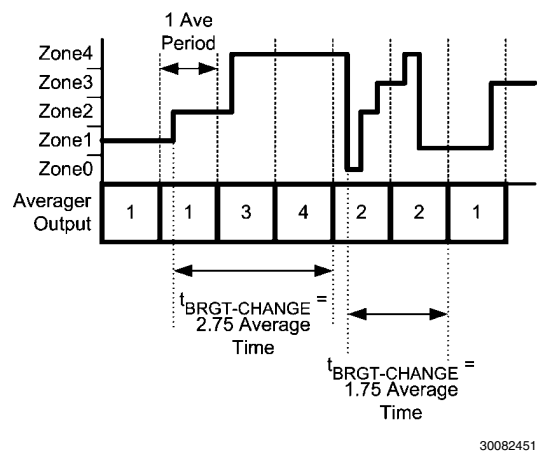 1 Ave
Period
Zone4
Zone3
Zone2
Zone1
Zone0
Averager
Output
1 1 3 4 2 2 1
tBRGT-CHANGE =
2.75 Average
Time
tBRGT-CHANGE =
1.75 Average
Time
30082451